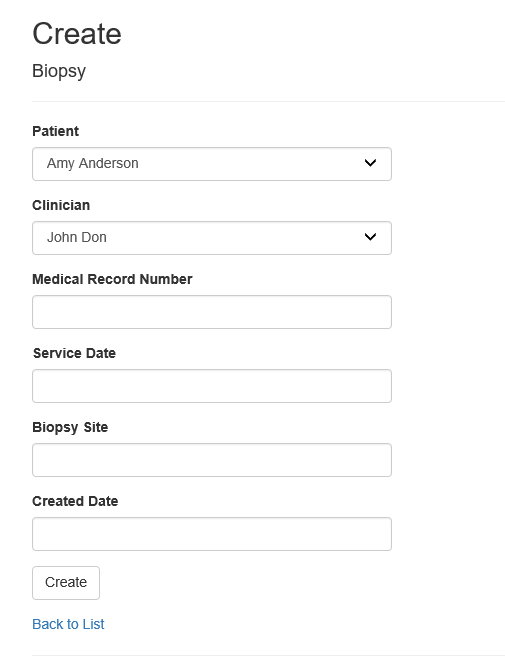 Create
Biopsy
Patient
Amy Anderson
Clinician
John Don
Medical Record Number
Service Date
Biopsy Site
Created Date
Create
Back to List